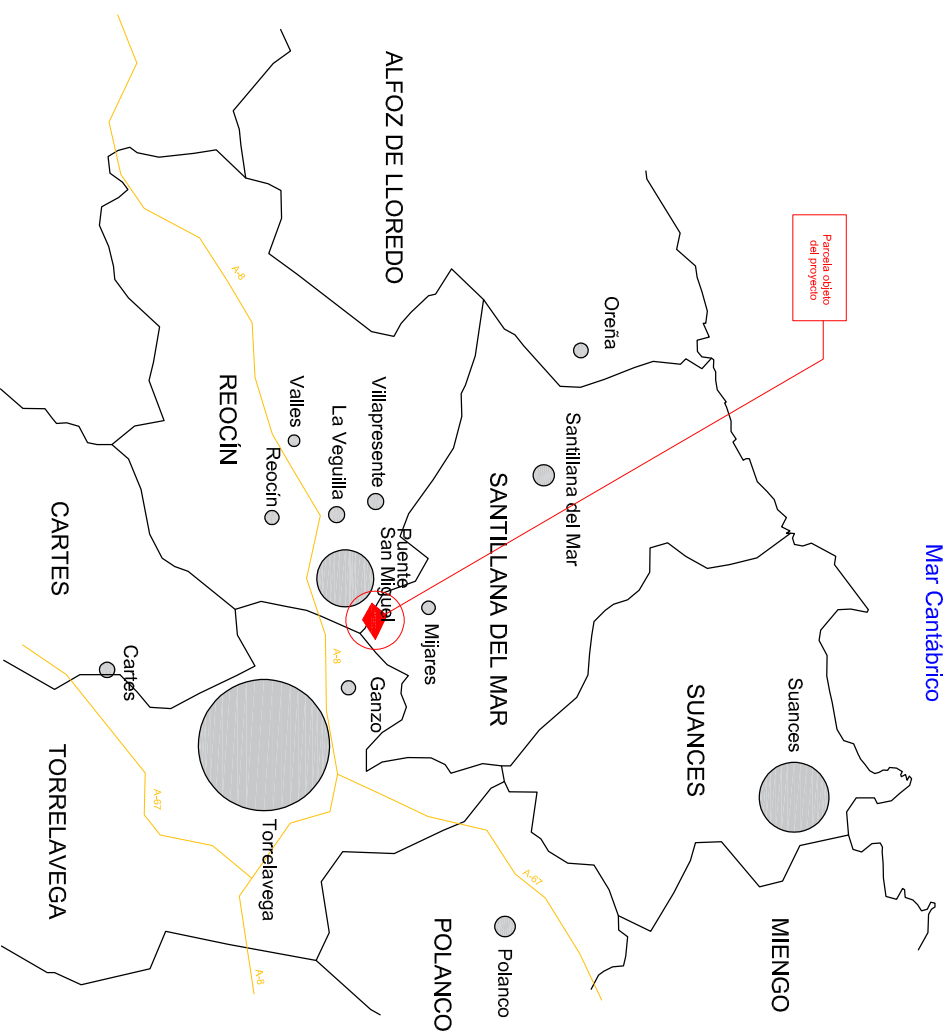 Mar Cantábrico
Parcela objeto
del proyecto
Suances
MIENGO
SUANCES
Oreña
Santillana del Mar
SANTILLANA DEL MAR
A-67
Polanco
POLANCO
ALFOZ DE LLOREDO
Mijares
Puente
San Miguel
Villapresente
Ganzo
La Veguilla
A-8
Valles
Reocín
Torrelavega
A-8
REOCÍN
A-8
A-67
Cartes
CARTES
TORRELAVEGA